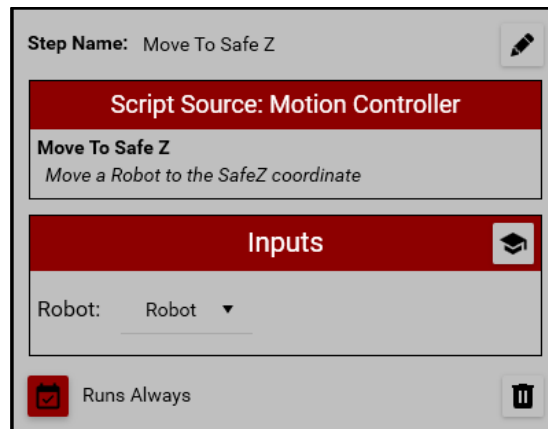 Step Name: Move To Safe Z
Script Source: Motion Controller
Move To Safe Z
Move a Robot to the SafeZ coordinate
Inputs
Robot: Robot
Runs Always